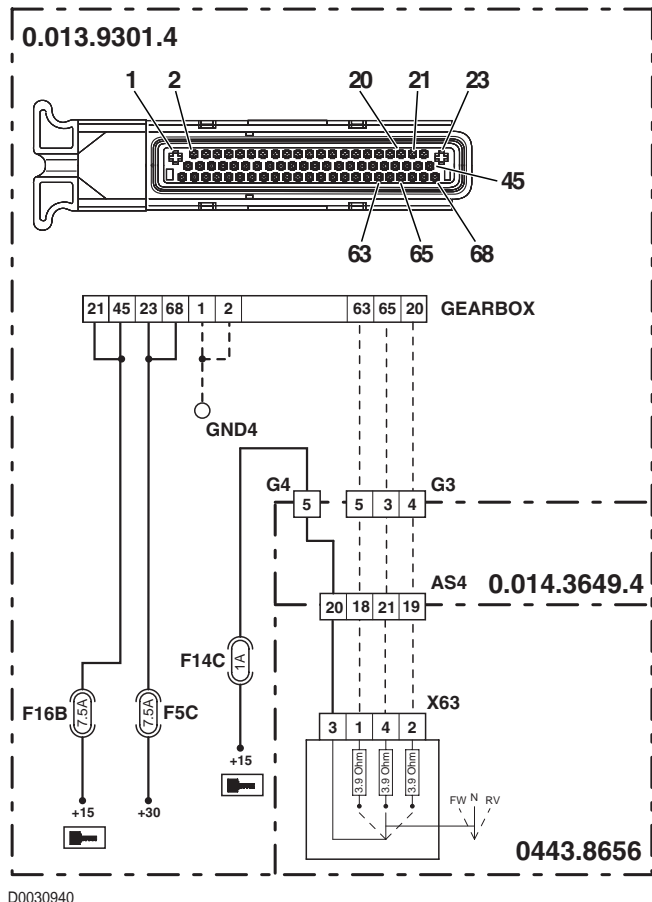 0.013.9301.4
1 2 20 21 23
45
63 65 68
21 45 23 68 1 2 63 65 20 GEARBOX
GND4
G4 G3
5 5 3 4
AS4 0.014.3649.4
20 18 21 19
F14C 1A
X63
F16B 7.5A 7.5A F5C
3 1 4 2
+15
3.9 Ohm 3.9 Ohm 3.9 Ohm
FW N RV
+15 +30
0443.8656
D0030940